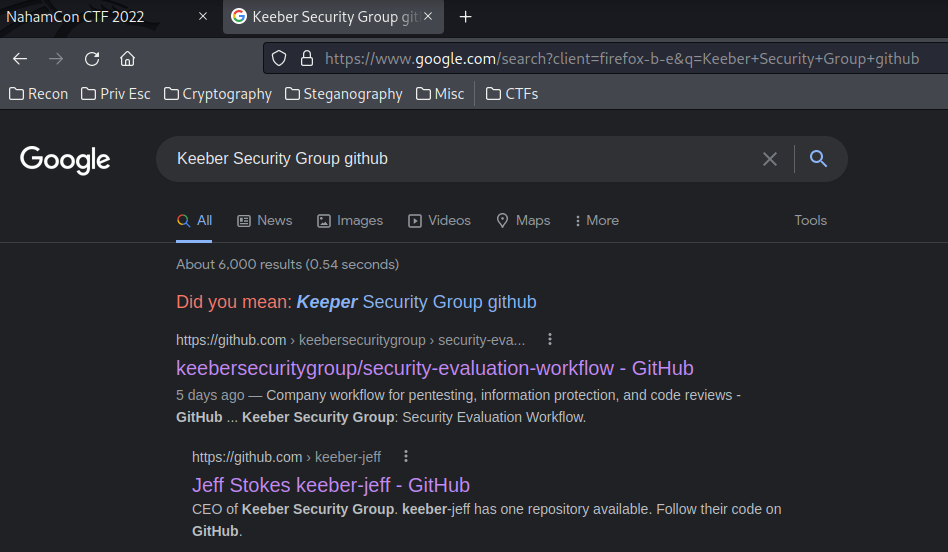 NahamCon CTF 2022
Keeber Security Group git
https://www.google.com/search?client=firefox-b-e&q=Keeber+Security+Group+github
Recon Priv Esc Cryptography Steganography Misc CTFs
Google
Keeber Security Group github
All News Images Videos Maps More Tools
About 6,000 results (0.54 seconds)
Did you mean: Keeper Security Group github
https://github.com › keebersecuritygroup › security-eva...
keebersecuritygroup/security-evaluation-workflow - GitHub
5 days ago — Company workflow for pentesting, information protection, and code reviews -
GitHub ... Keeber Security Group: Security Evaluation Workflow.
https://github.com › keeber-jeff
Jeff Stokes keeber-jeff - GitHub
CEO of Keeber Security Group. keeber-jeff has one repository available. Follow their code on
GitHub.